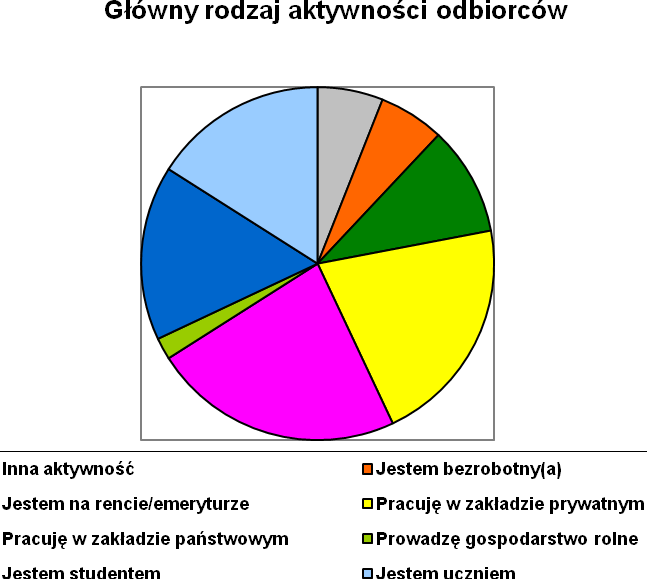 Główny rodzaj aktywności odbiorców
Inna aktywność
Jestem bezrobotny(a)
Jestem na rencie/emeryturze
Pracuję w zakładzie prywatnym
Pracuję w zakładzie państwowym
Prowadzę gospodarstwo rolne
Jestem studentem
Jestem uczniem